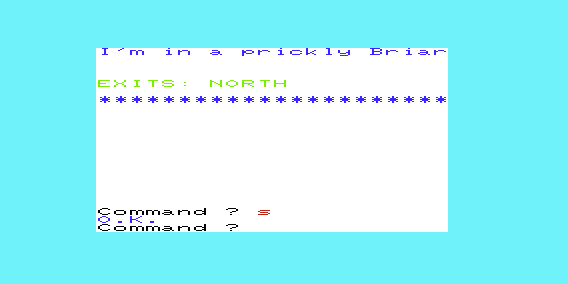 I'm in a prickly Briar
EXITS: NORTH
**********************
Command ? s
O.K.
Command ?